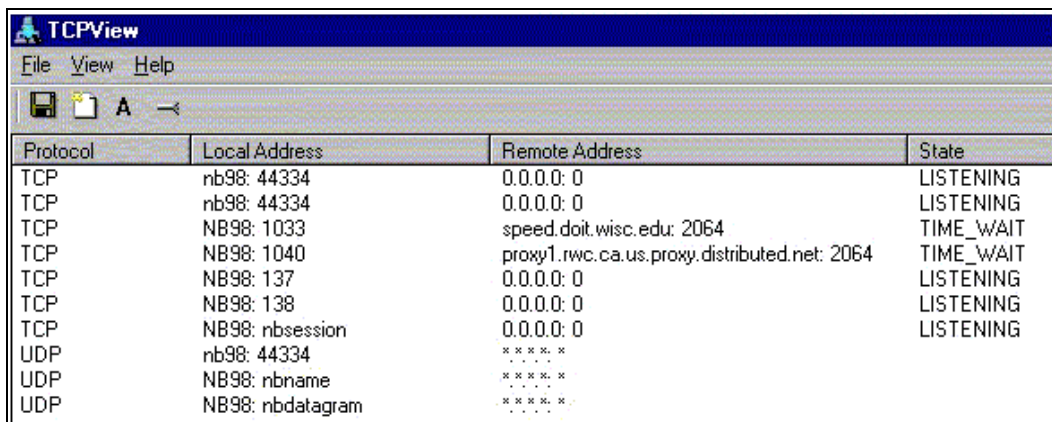 TCPView
File View Help
A
Protocol Local Address Remote Address State
TCP nb98: 44334 0.0.0.0: 0 LISTENING
TCP nb98: 44334 0.0.0.0: 0 LISTENING
TCP NB98: 1033 speed.doit.wisc.edu: 2064 TIME_WAIT
TCP NB98: 1040 proxy1.rwc.ca.us.proxy.distributed.net: 2064 TIME_WAIT
TCP NB98: 137 0.0.0.0: 0 LISTENING
TCP NB98: 138 0.0.0.0: 0 LISTENING
TCP NB98: nbsession 0.0.0.0: 0 LISTENING
UDP nb98: 44334 *.*.*.*: *
UDP NB98: nbname *.*.*.*: *
UDP NB98: nbdatagram *.*.*.*: *